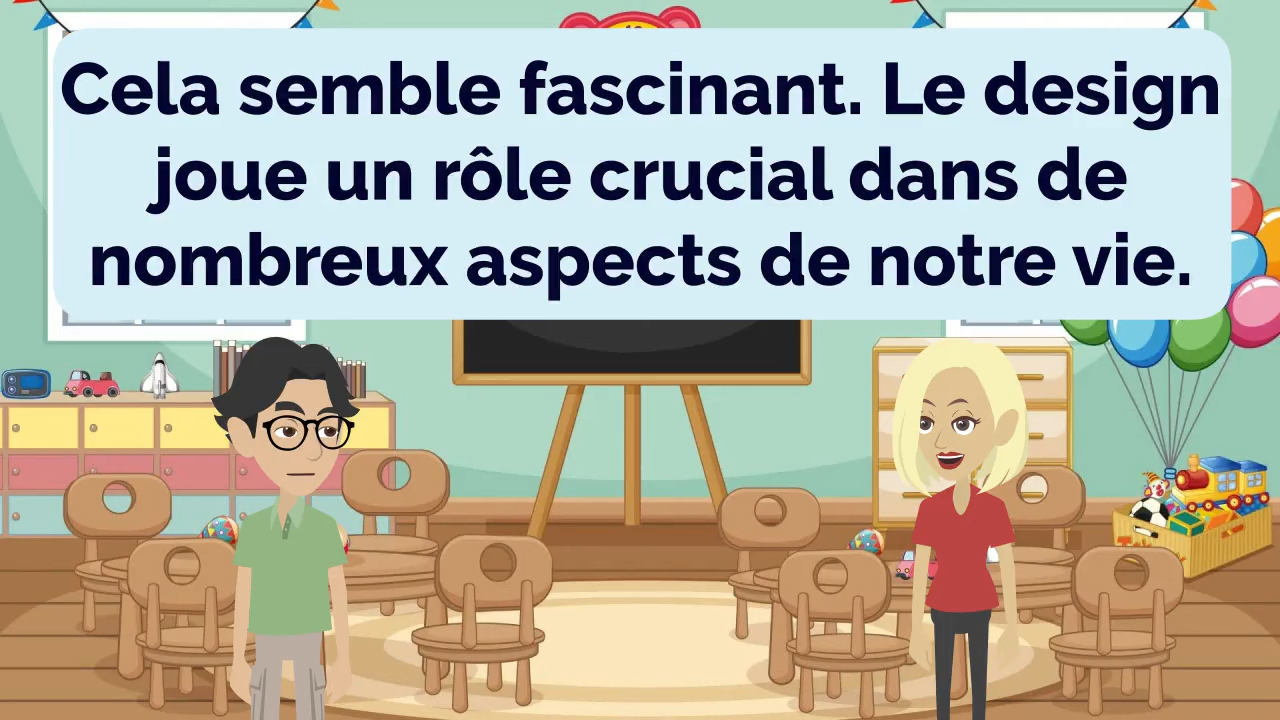 Cela semble fascinant. Le design
joue un rôle crucial dans de
nombreux aspects de notre vie.